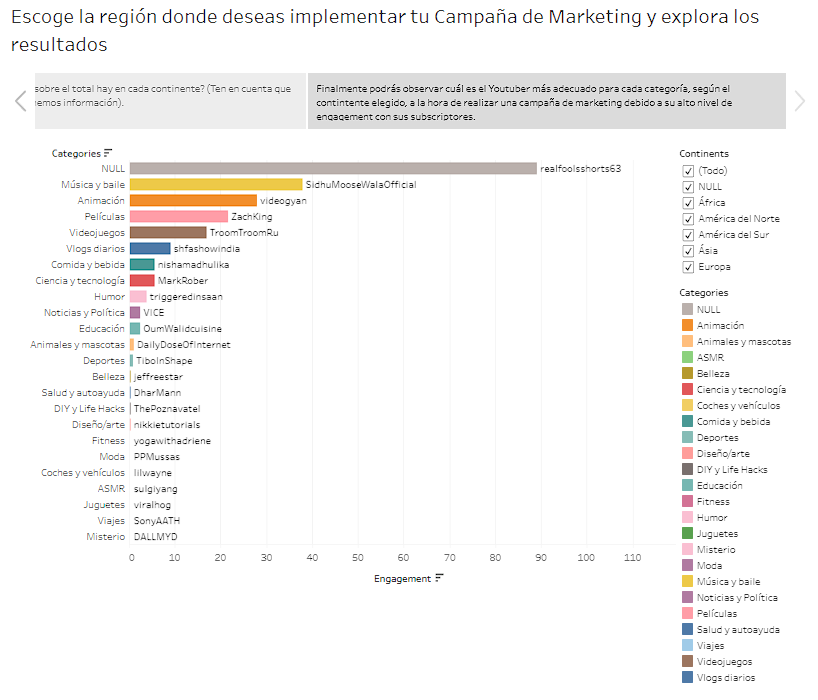 Escoge la región donde deseas implementar tu Campaña de Marketing y explora los
resultados
sobre el total hay en cada continente? (Ten en cuenta que
emos información).
Finalmente podrás observar cuál es el Youtuber más adecuado para cada categoría, según el
contintente elegido, a la hora de realizar una campaña de marketing debido a su alto nivel de
engagement con sus subscriptores.
Categories
NULL realfoolsshorts63
Música y baile SidhuMooseWalaOfficial
Animación videogyan
Películas ZachKing
Videojuegos TroomTroomRu
Vlogs diarios shfashowindia
Comida y bebida nishamadhulika
Ciencia y tecnología MarkRober
Humor triggeredinsaan
Noticias y Política VICE
Educación OumWalidcuisine
Animales y mascotas DailyDoseOfInternet
Deportes TiboInShape
Belleza jeffreestar
Salud y autoayuda DharMann
DIY y Life Hacks ThePoznavatel
Diseño/arte nikkietutorials
Fitness yogawithadriene
Moda PPMussas
Coches y vehículos lilwayne
ASMR sulgiyang
Juguetes viralhog
Viajes SonyAATH
Misterio DALLMYD
0 10 20 30 40 50 60 70 80 90 100 110
Engagement
Continents
(Todo)
NULL
África
América del Norte
América del Sur
Ásia
Europa
Categories
NULL
Animación
Animales y mascotas
ASMR
Belleza
Ciencia y tecnología
Coches y vehículos
Comida y bebida
Deportes
Diseño/arte
DIY y Life Hacks
Educación
Fitness
Humor
Juguetes
Misterio
Moda
Música y baile
Noticias y Política
Películas
Salud y autoayuda
Viajes
Videojuegos
Vlogs diarios